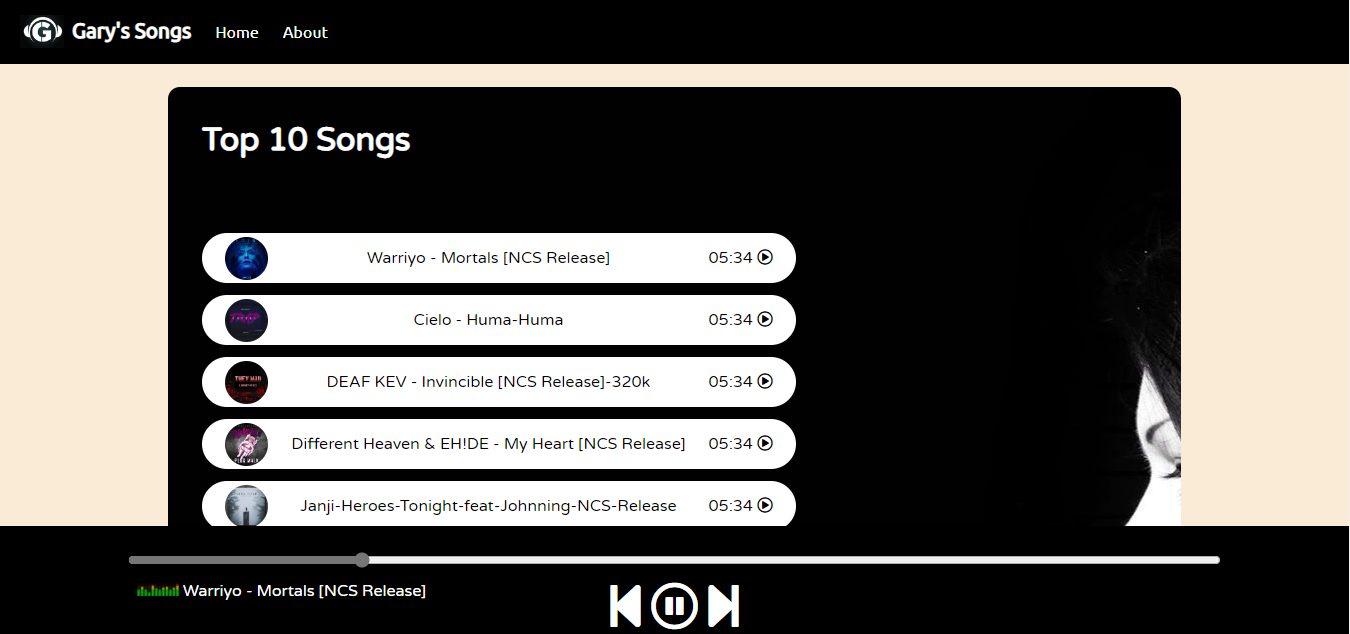 G Gary's Songs Home About
Top 10 Songs
Warriyo - Mortals [NCS Release] 05:34
Cielo - Huma-Huma 05:34
DEAF KEV - Invincible [NCS Release]-320k 05:34
THEY MAD
Different Heaven & EH!DE - My Heart [NCS Release] 05:34
Janji-Heroes-Tonight-feat-Johnning-NCS-Release 05:34
Warriyo - Mortals [NCS Release]